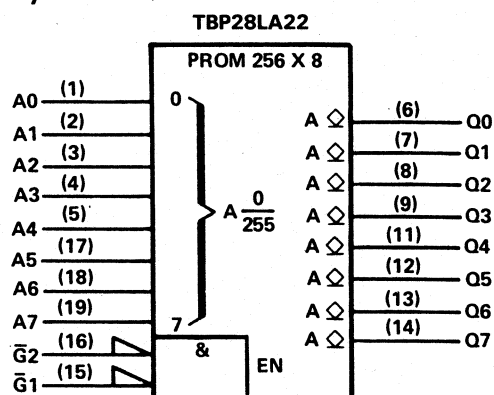 TBP28LA22
PROM 256 X 8
A0 (1) 0 A (6) Q0
A1 (2) A (7) Q1
A2 (3) A (8) Q2
A3 (4) A 0/255 A (9) Q3
A4 (5) A (11) Q4
A5 (17) A (12) Q5
A6 (18) A (13) Q6
A7 (19) 7 A (14) Q7
G̅2 (16) & EN
G̅1 (15)